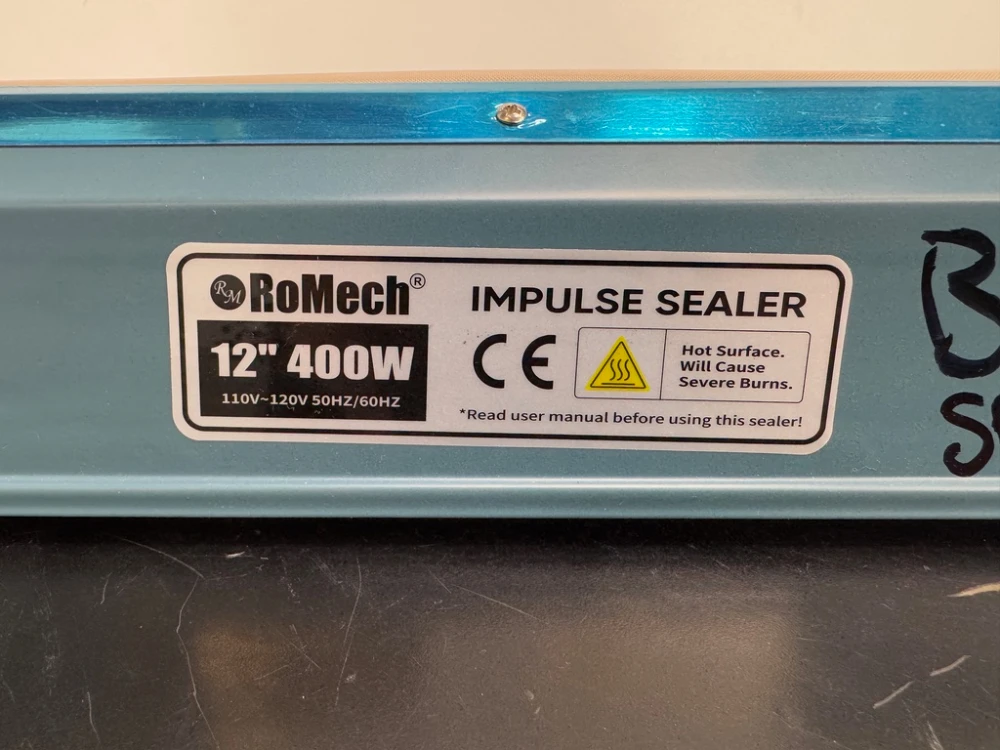 RM RoMech®
12" 400W
110V~120V 50HZ/60HZ
IMPULSE SEALER
CE
Hot Surface.
Will Cause
Severe Burns.
*Read user manual before using this sealer!